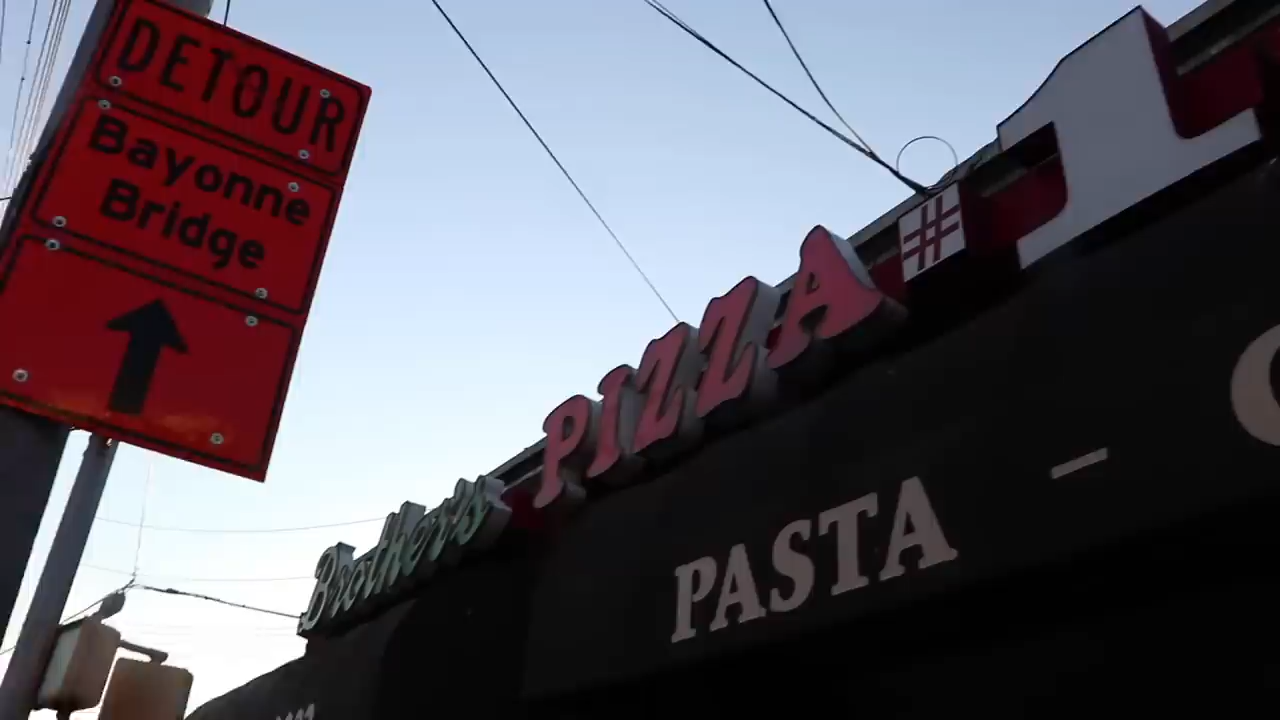 DETOUR
Bayonne
Bridge
Brother's PIZZA #1
PASTA –